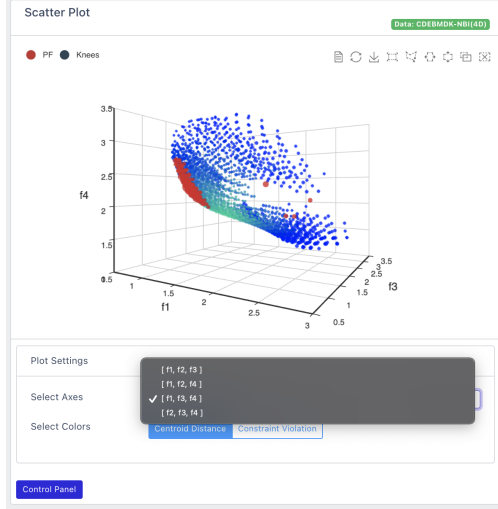 Scatter Plot
Data: CDEBMDK-NBI(4D)
PF Knees
3.5
3
2.5
2
1.5
f4
0.5
1
1.5
2
2.5
3
f1
0.5
1
1.5
2
2.5
3
3.5
f3
Plot Settings
Select Axes
[ f1, f2, f3 ]
[ f1, f2, f4 ]
✓ [ f1, f3, f4 ]
[ f2, f3, f4 ]
Select Colors
Centroid Distance Constraint Violation
Control Panel